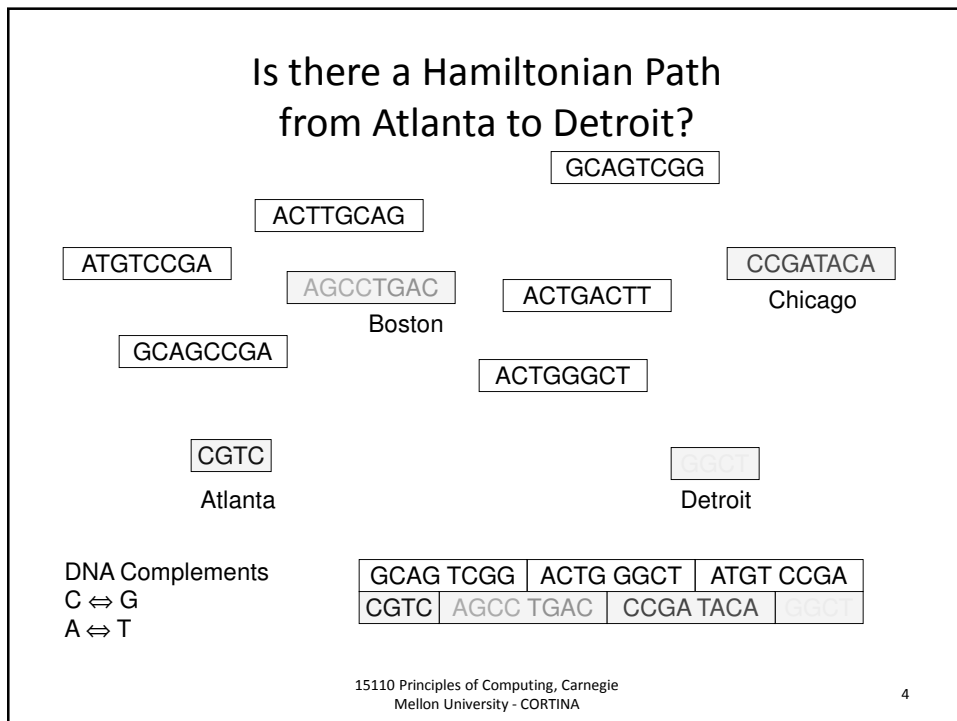 Is there a Hamiltonian Path
from Atlanta to Detroit?
GCAGTCGG
ACTTGCAG
ATGTCCGA
AGCCTGAC
Boston
ACTGACTT
CCGATACA
Chicago
GCAGCCGA
ACTGGGCT
CGTC
Atlanta
GGCT
Detroit
DNA Complements
C ⇔ G
A ⇔ T
GCAG TCGG ACTG GGCT ATGT CCGA
CGTC AGCC TGAC CCGA TACA GGCT
15110 Principles of Computing, Carnegie
Mellon University - CORTINA
4